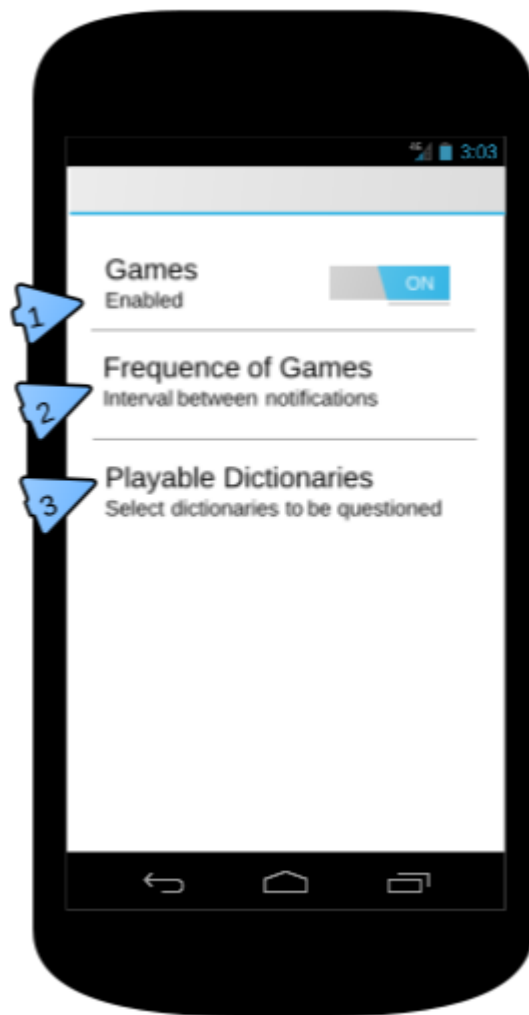 4G 3:03
Games
ON
Enabled
1
Frequence of Games
Interval between notifications
2
Playable Dictionaries
Select dictionaries to be questioned
3